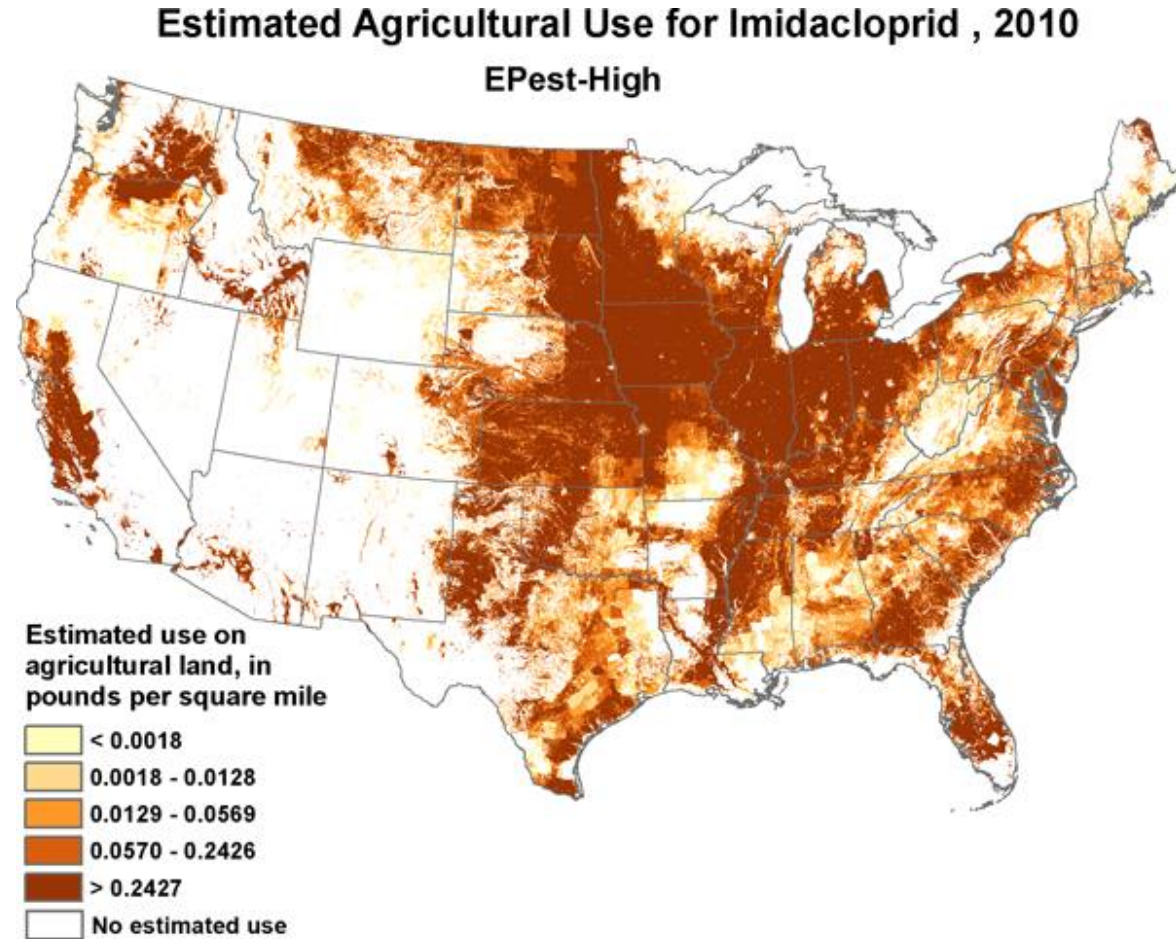 Estimated Agricultural Use for Imidacloprid , 2010
EPest-High
Estimated use on
agricultural land, in
pounds per square mile
< 0.0018
0.0018 - 0.0128
0.0129 - 0.0569
0.0570 - 0.2426
> 0.2427
No estimated use